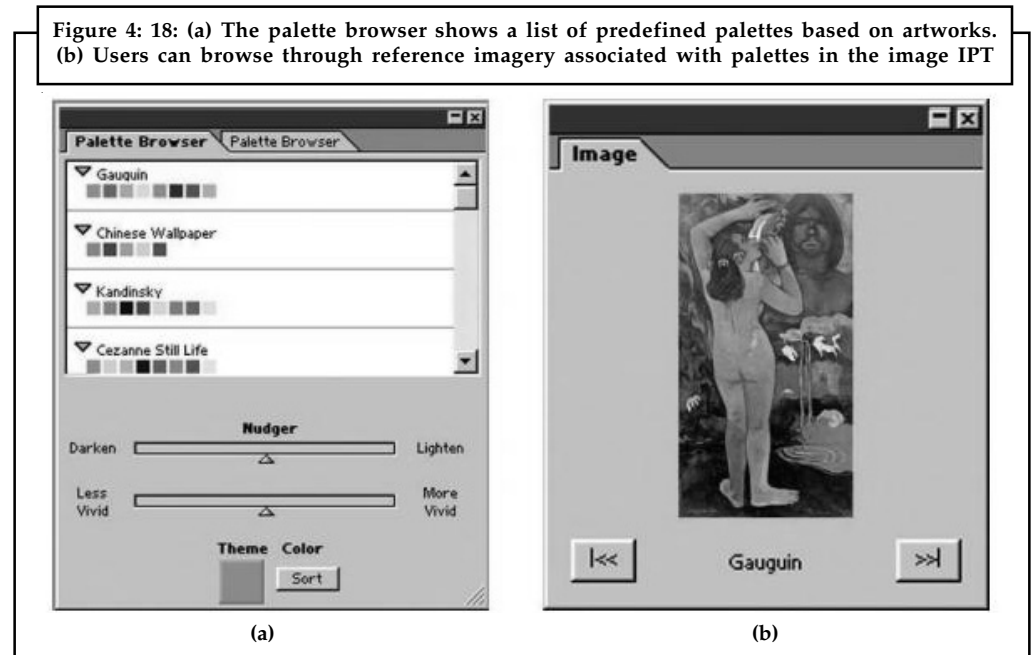 Figure 4: 18: (a) The palette browser shows a list of predefined palettes based on artworks.
(b) Users can browse through reference imagery associated with palettes in the image IPT
Palette Browser
Palette Browser
Gauguin
Chinese Wallpaper
Kandinsky
Cezanne Still Life
Nudger
Darken
Lighten
Less
Vivid
More
Vivid
Theme Color
Sort
(a)
Image
|<<
Gauguin
>>|
(b)